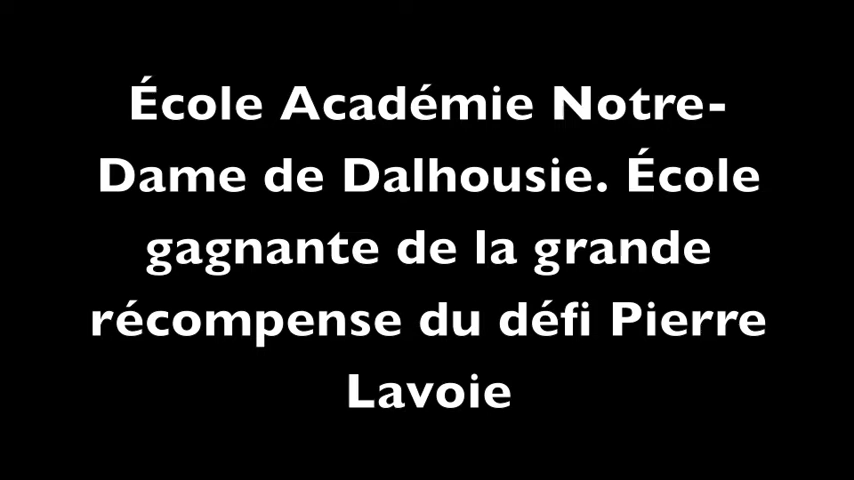 École Académie Notre-
Dame de Dalhousie. École
gagnante de la grande
récompense du défi Pierre
Lavoie